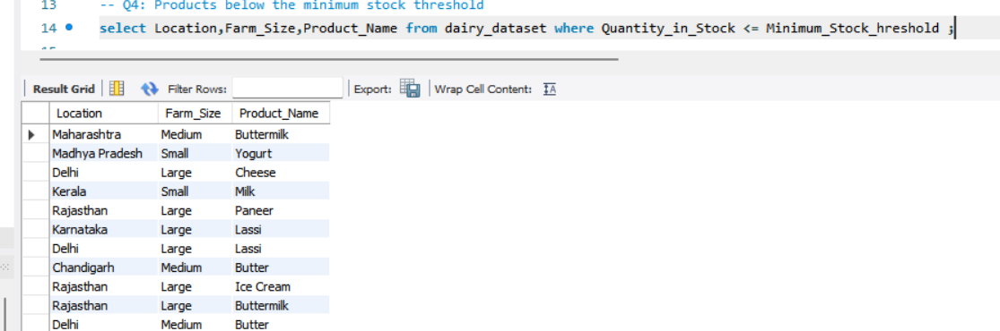 13 -- Q4: Products below the minimum stock threshold
14 select Location,Farm_Size,Product_Name from dairy_dataset where Quantity_in_Stock <= Minimum_Stock_hreshold ;
Result Grid Filter Rows: Export: Wrap Cell Content: IA
Location Farm_Size Product_Name
Maharashtra Medium Buttermilk
Madhya Pradesh Small Yogurt
Delhi Large Cheese
Kerala Small Milk
Rajasthan Large Paneer
Karnataka Large Lassi
Delhi Large Lassi
Chandigarh Medium Butter
Rajasthan Large Ice Cream
Rajasthan Large Buttermilk
Delhi Medium Butter